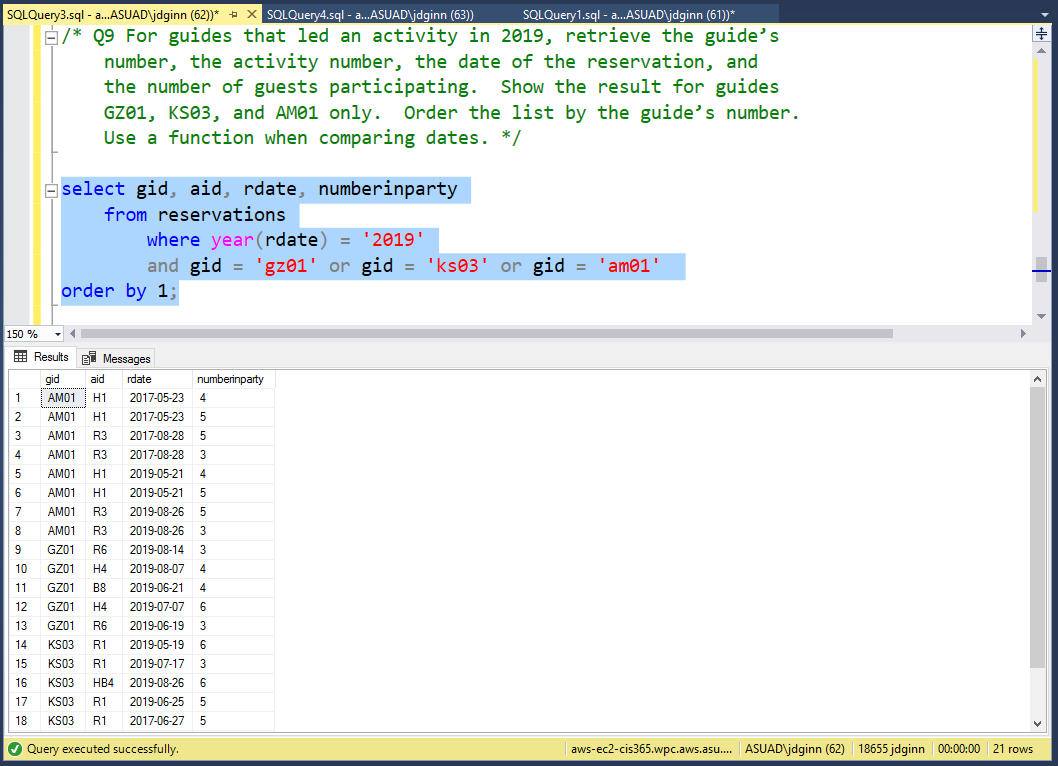 SQLQuery3.sql - a...ASUAD\jdginn (62))* SQLQuery4.sql - a...ASUAD\jdginn (63)) SQLQuery1.sql - a...ASUAD\jdginn (61))*
/* Q9 For guides that led an activity in 2019, retrieve the guide’s
number, the activity number, the date of the reservation, and
the number of guests participating.  Show the result for guides
GZ01, KS03, and AM01 only.  Order the list by the guide’s number.
Use a function when comparing dates. */
select gid, aid, rdate, numberinparty
from reservations
where year(rdate) = '2019'
and gid = 'gz01' or gid = 'ks03' or gid = 'am01'
order by 1;
150 %
Results Messages
gid aid rdate numberinparty
1 AM01 H1 2017-05-23 4
2 AM01 H1 2017-05-23 5
3 AM01 R3 2017-08-28 5
4 AM01 R3 2017-08-28 3
5 AM01 H1 2019-05-21 4
6 AM01 H1 2019-05-21 5
7 AM01 R3 2019-08-26 5
8 AM01 R3 2019-08-26 3
9 GZ01 R6 2019-08-14 3
10 GZ01 H4 2019-08-07 4
11 GZ01 B8 2019-06-21 4
12 GZ01 H4 2019-07-07 6
13 GZ01 R6 2019-06-19 3
14 KS03 R1 2019-05-19 6
15 KS03 R1 2019-07-17 3
16 KS03 HB4 2019-08-26 6
17 KS03 R1 2019-06-25 5
18 KS03 R1 2017-06-27 5
Query executed successfully. aws-ec2-cis365.wpc.aws.asu.... ASUAD\jdginn (62) 18655 jdginn 00:00:00 21 rows